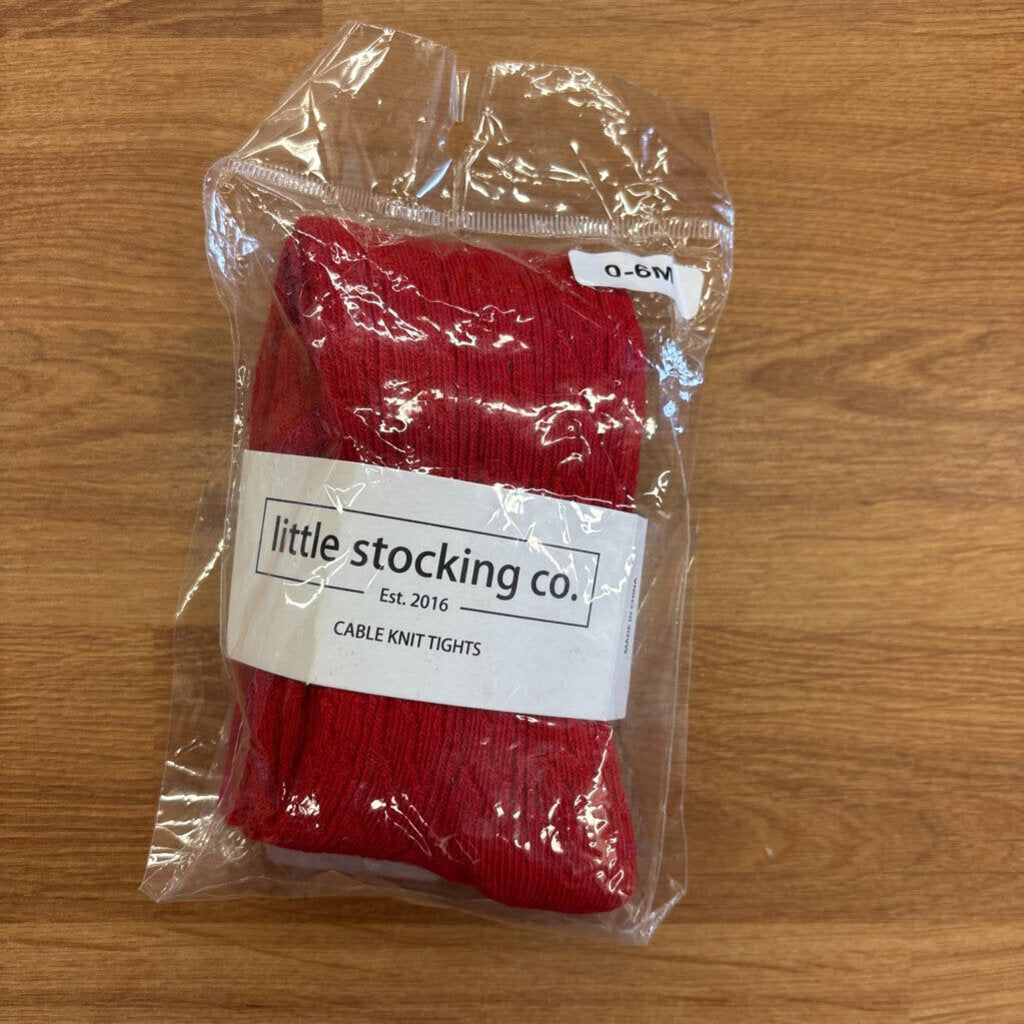 0-6M
little stocking co.
Est. 2016
CABLE KNIT TIGHTS
MADE IN CHINA